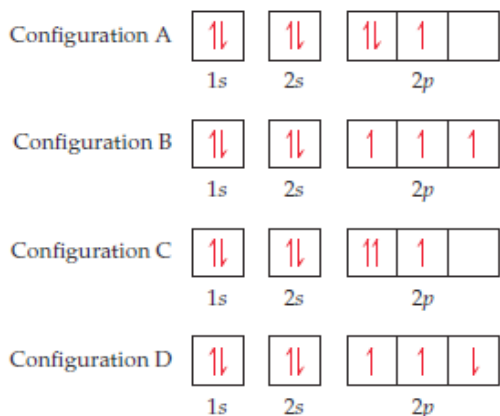 Configuration A
1s 2s 2p
Configuration B
1s 2s 2p
Configuration C
1s 2s 2p
Configuration D
1s 2s 2p